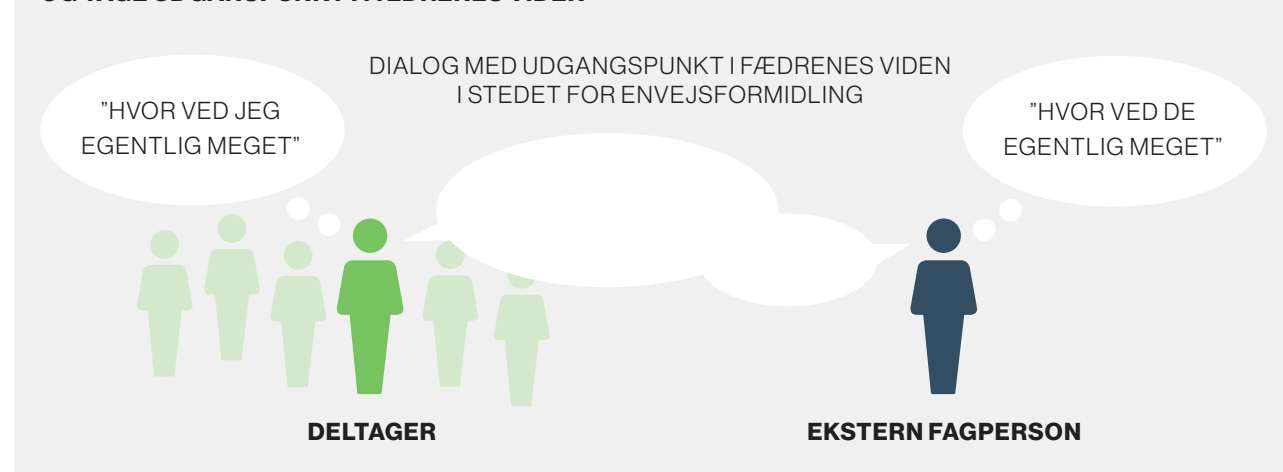 DIALOG MED UDGANGSPUNKT I FÆDRENES VIDEN
I STEDET FOR ENVEJSFORMIDLING
"HVOR VED JEG
EGENTLIG MEGET"
"HVOR VED DE
EGENTLIG MEGET"
DELTAGER
EKSTERN FAGPERSON